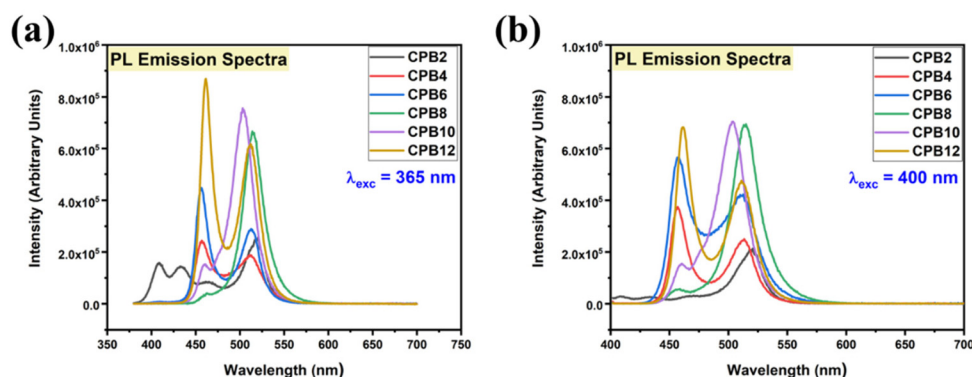 (a)
PL Emission Spectra
CPB2
CPB4
CPB6
CPB8
CPB10
CPB12
λexc = 365 nm
Intensity (Arbitrary Units)
1.0x10⁶
8.0x10⁵
6.0x10⁵
4.0x10⁵
2.0x10⁵
0.0
350 400 450 500 550 600 650 700 750
Wavelength (nm)
(b)
PL Emission Spectra
CPB2
CPB4
CPB6
CPB8
CPB10
CPB12
λexc = 400 nm
Intensity (Arbitrary Units)
1.0x10⁶
8.0x10⁵
6.0x10⁵
4.0x10⁵
2.0x10⁵
0.0
400 450 500 550 600 650 700
Wavelength (nm)